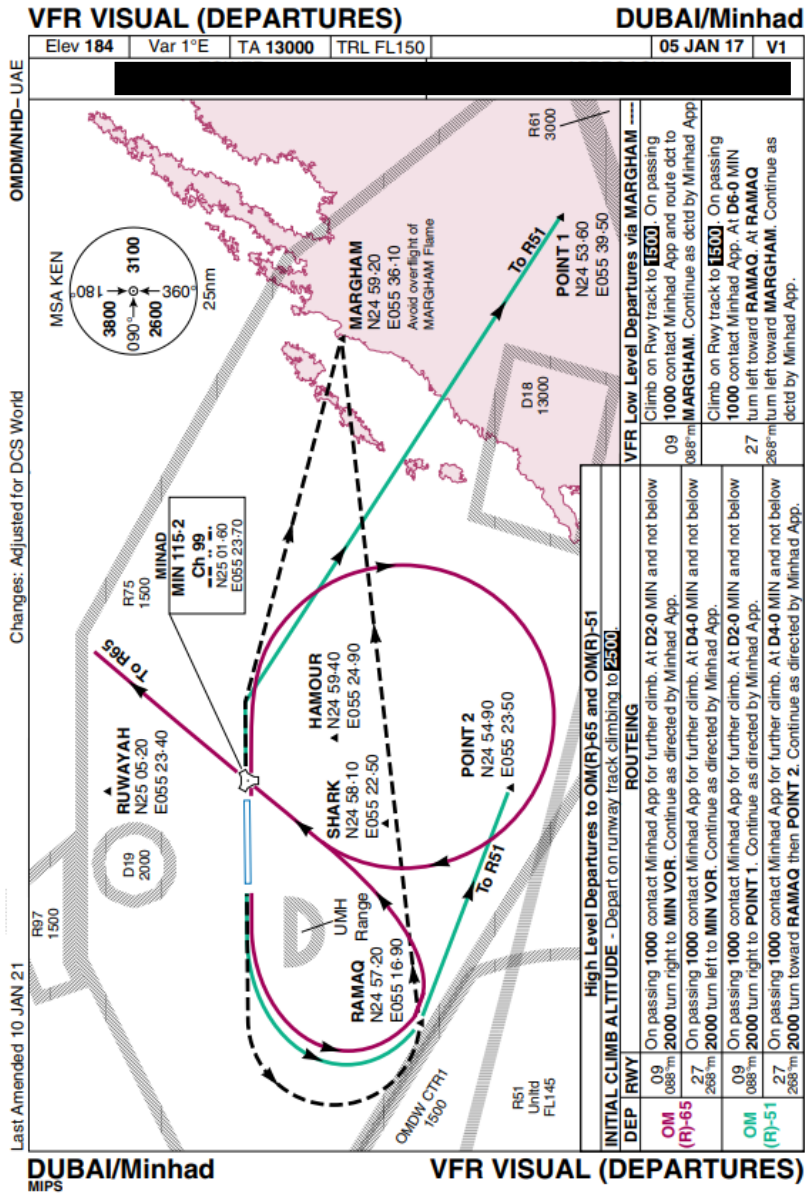 VFR VISUAL (DEPARTURES)
DUBAI/Minhad
Elev 184
Var 1°E
TA 13000
TRL FL150
05 JAN 17
V1
OMDM/NHD– UAE
Changes: Adjusted for DCS World
Last Amended 10 JAN 21
MSA KEN
180°
3100
3800
090°
2600
360°
25nm
R61
3000
MARGHAM
N24 59·20
E055 36·10
Avoid overflight of
MARGHAM Flame
To R51
POINT 1
N24 53·60
E055 39·50
D18
13000
R75
1500
MINAD
MIN 115·2
Ch 99
N25 01·60
E055 23·70
To R65
RUWAYAH
N25 05·20
E055 23·40
D19
2000
R97
1500
HAMOUR
N24 59·40
E055 24·90
SHARK
N24 58·10
E055 22·50
POINT 2
N24 54·90
E055 23·50
To R51
UMH
Range
RAMAQ
N24 57·20
E055 16·90
OMDW CTR1
1500
R51
Unltd
FL145
VFR Low Level Departures via MARGHAM ----
09
088°m
Climb on Rwy track to 1500. On passing
1000 contact Minhad App and route dct to
MARGHAM. Continue as dctd by Minhad App.
27
268°m
Climb on Rwy track to 1500. On passing
1000 contact Minhad App. At D6-0 MIN
turn left toward RAMAQ. At RAMAQ
turn left toward MARGHAM. Continue as
dctd by Minhad App.
High Level Departures to OM(R)-65 and OM(R)-51
INITIAL CLIMB ALTITUDE - Depart on runway track climbing to 2500.
DEP
RWY
ROUTEING
OM
(R)-65
09
088°m
On passing 1000 contact Minhad App for further climb. At D2-0 MIN and not below
2000 turn right to MIN VOR. Continue as directed by Minhad App.
27
268°m
On passing 1000 contact Minhad App for further climb. At D4-0 MIN and not below
2000 turn left to MIN VOR. Continue as directed by Minhad App.
OM
(R)-51
09
088°m
On passing 1000 contact Minhad App for further climb. At D2-0 MIN and not below
2000 turn right to POINT 1. Continue as directed by Minhad App.
27
268°m
On passing 1000 contact Minhad App for further climb. At D4-0 MIN and not below
2000 turn toward RAMAQ then POINT 2. Continue as directed by Minhad App.
DUBAI/Minhad
MIPS
VFR VISUAL (DEPARTURES)